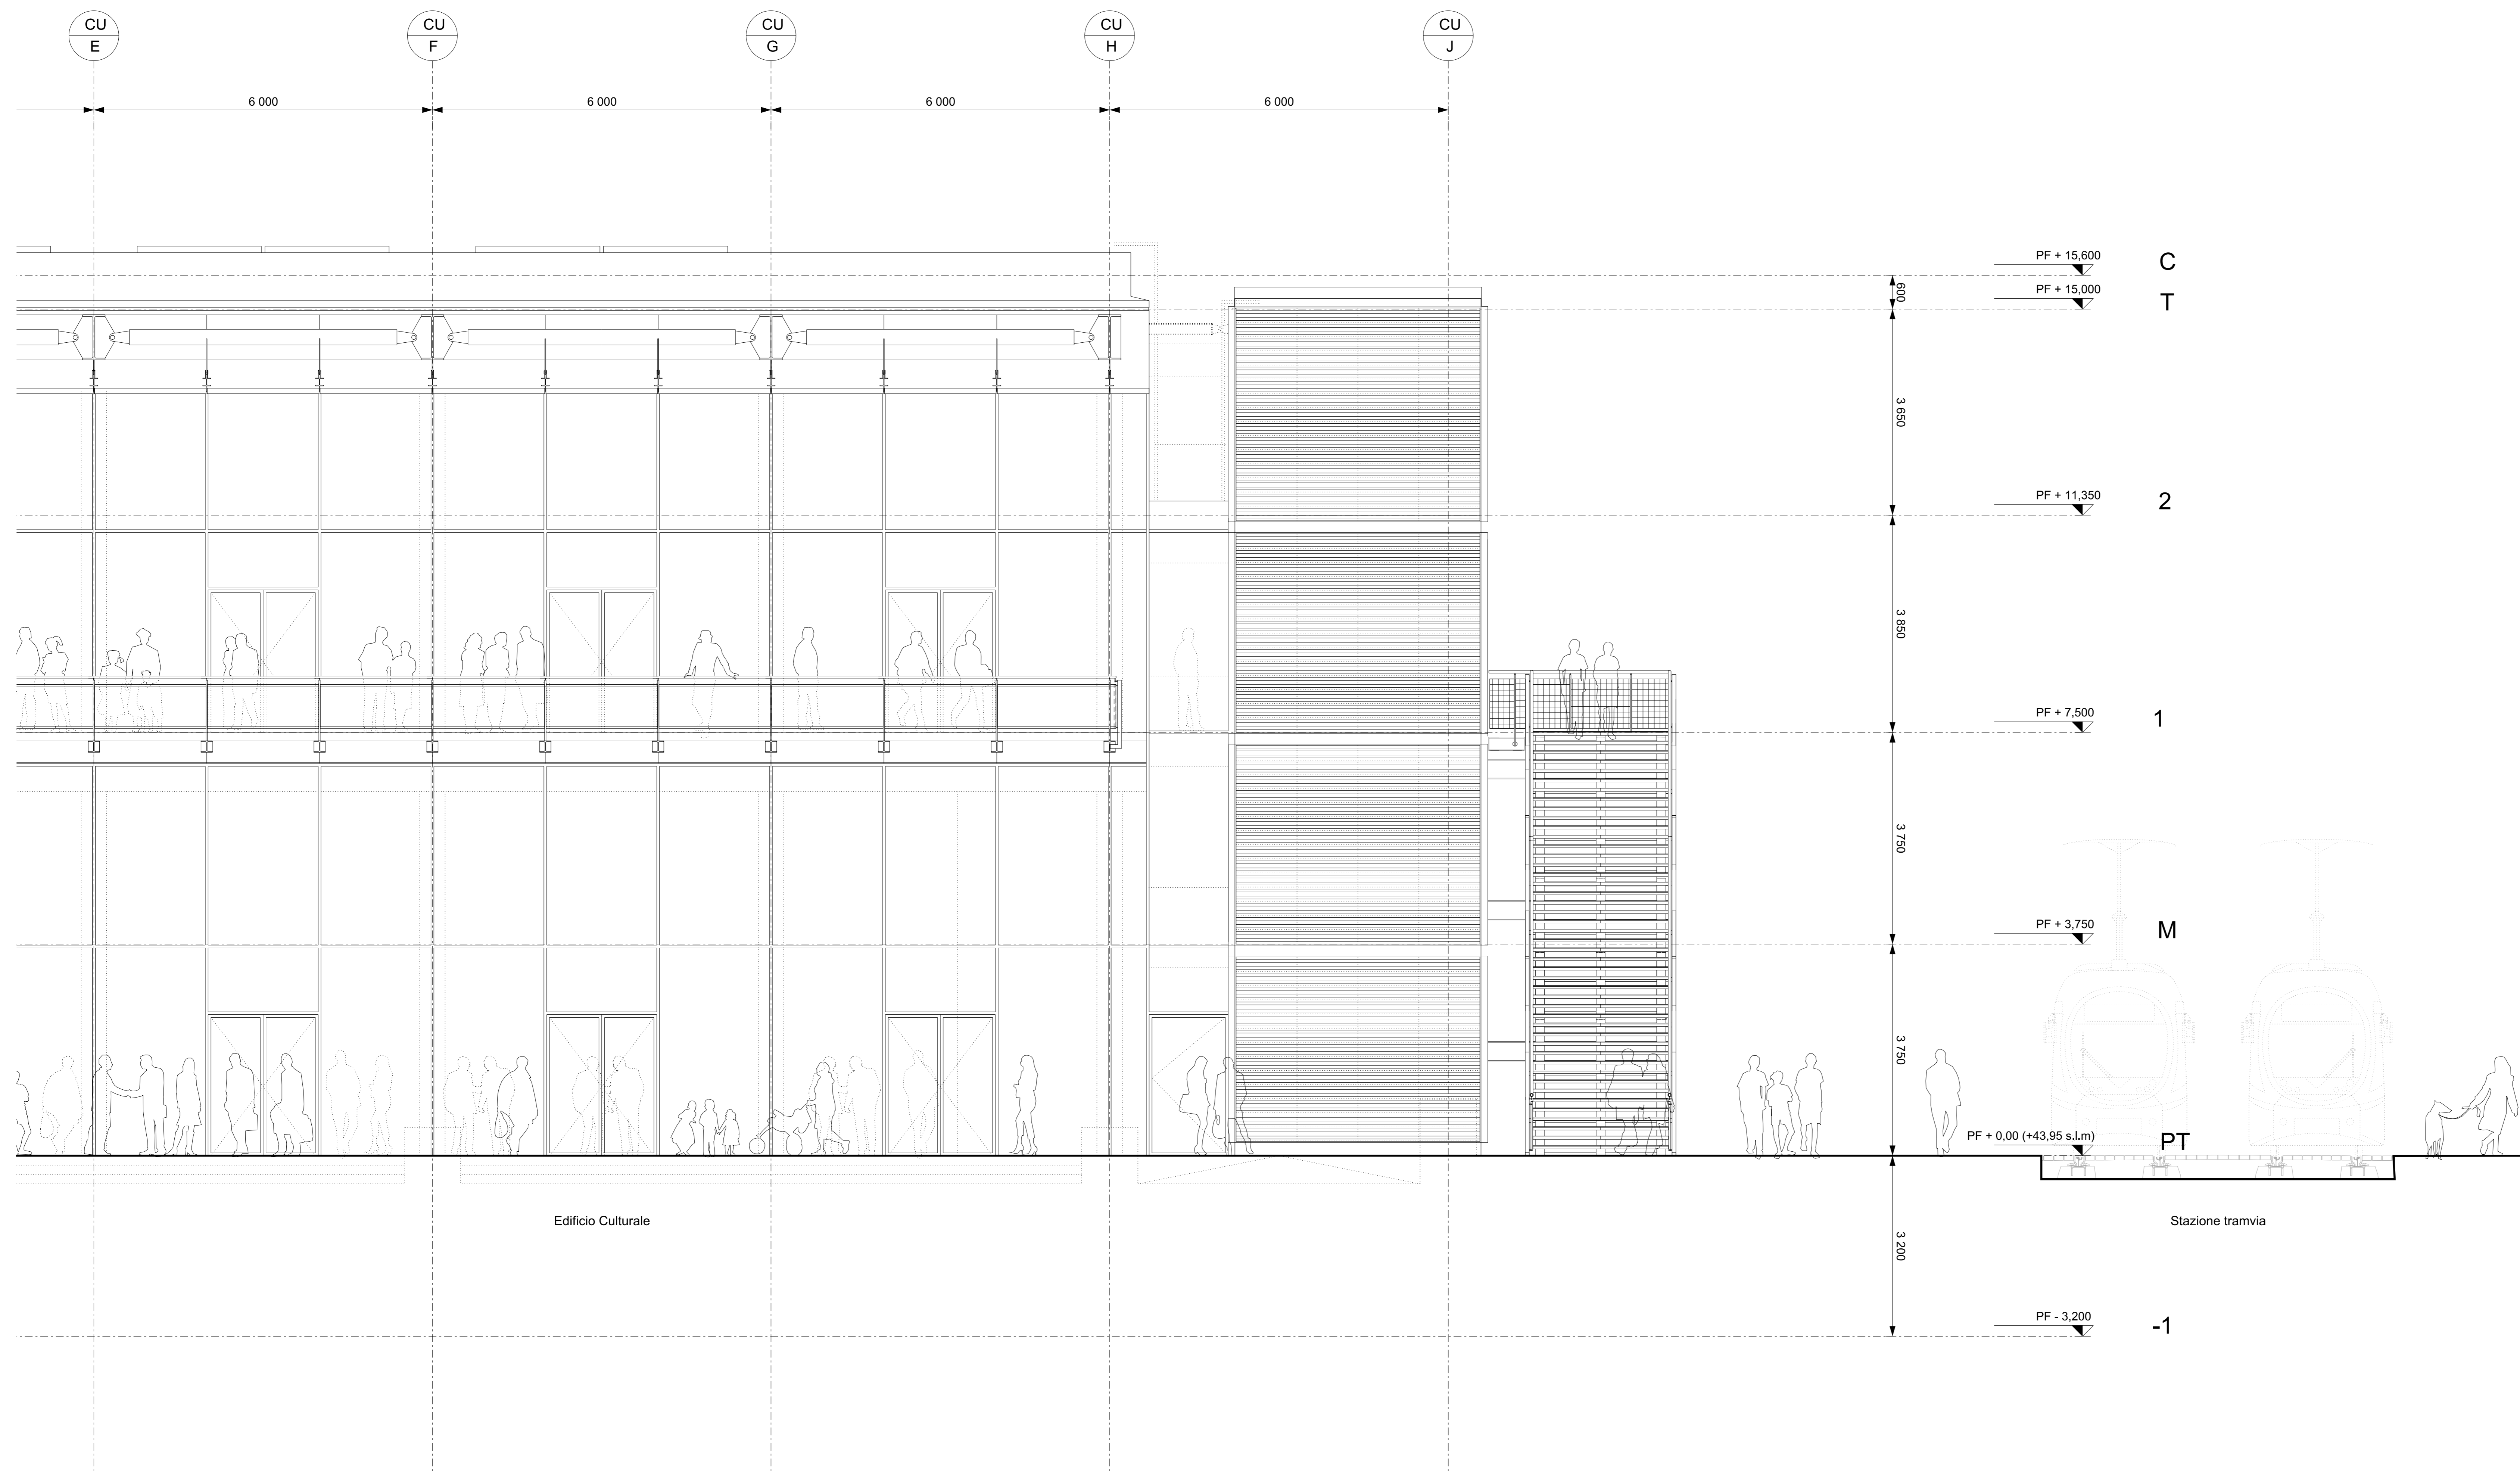 CU
E
CU
F
CU
G
CU
H
CU
J
6 000
6 000
6 000
6 000
PF + 15,600
C
600
PF + 15,000
T
3 650
PF + 11,350
2
3 850
PF + 7,500
1
3 750
PF + 3,750
M
3 750
PF + 0,00 (+43,95 s.l.m)
PT
Edificio Culturale
Stazione tramvia
3 200
PF - 3,200
-1